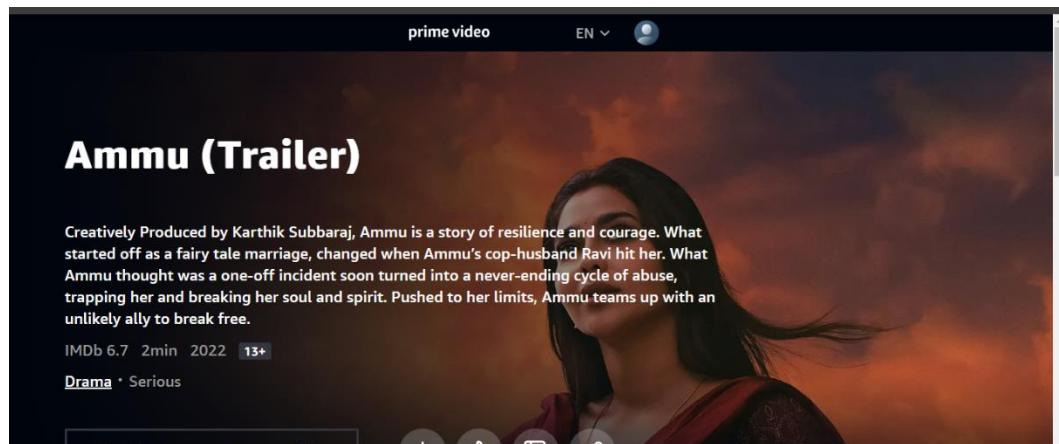 prime video EN
Ammu (Trailer)
Creatively Produced by Karthik Subbaraj, Ammu is a story of resilience and courage. What
started off as a fairy tale marriage, changed when Ammu's cop-husband Ravi hit her. What
Ammu thought was a one-off incident soon turned into a never-ending cycle of abuse,
trapping her and breaking her soul and spirit. Pushed to her limits, Ammu teams up with an
unlikely ally to break free.
IMDb 6.7 2min 2022 13+
Drama · Serious